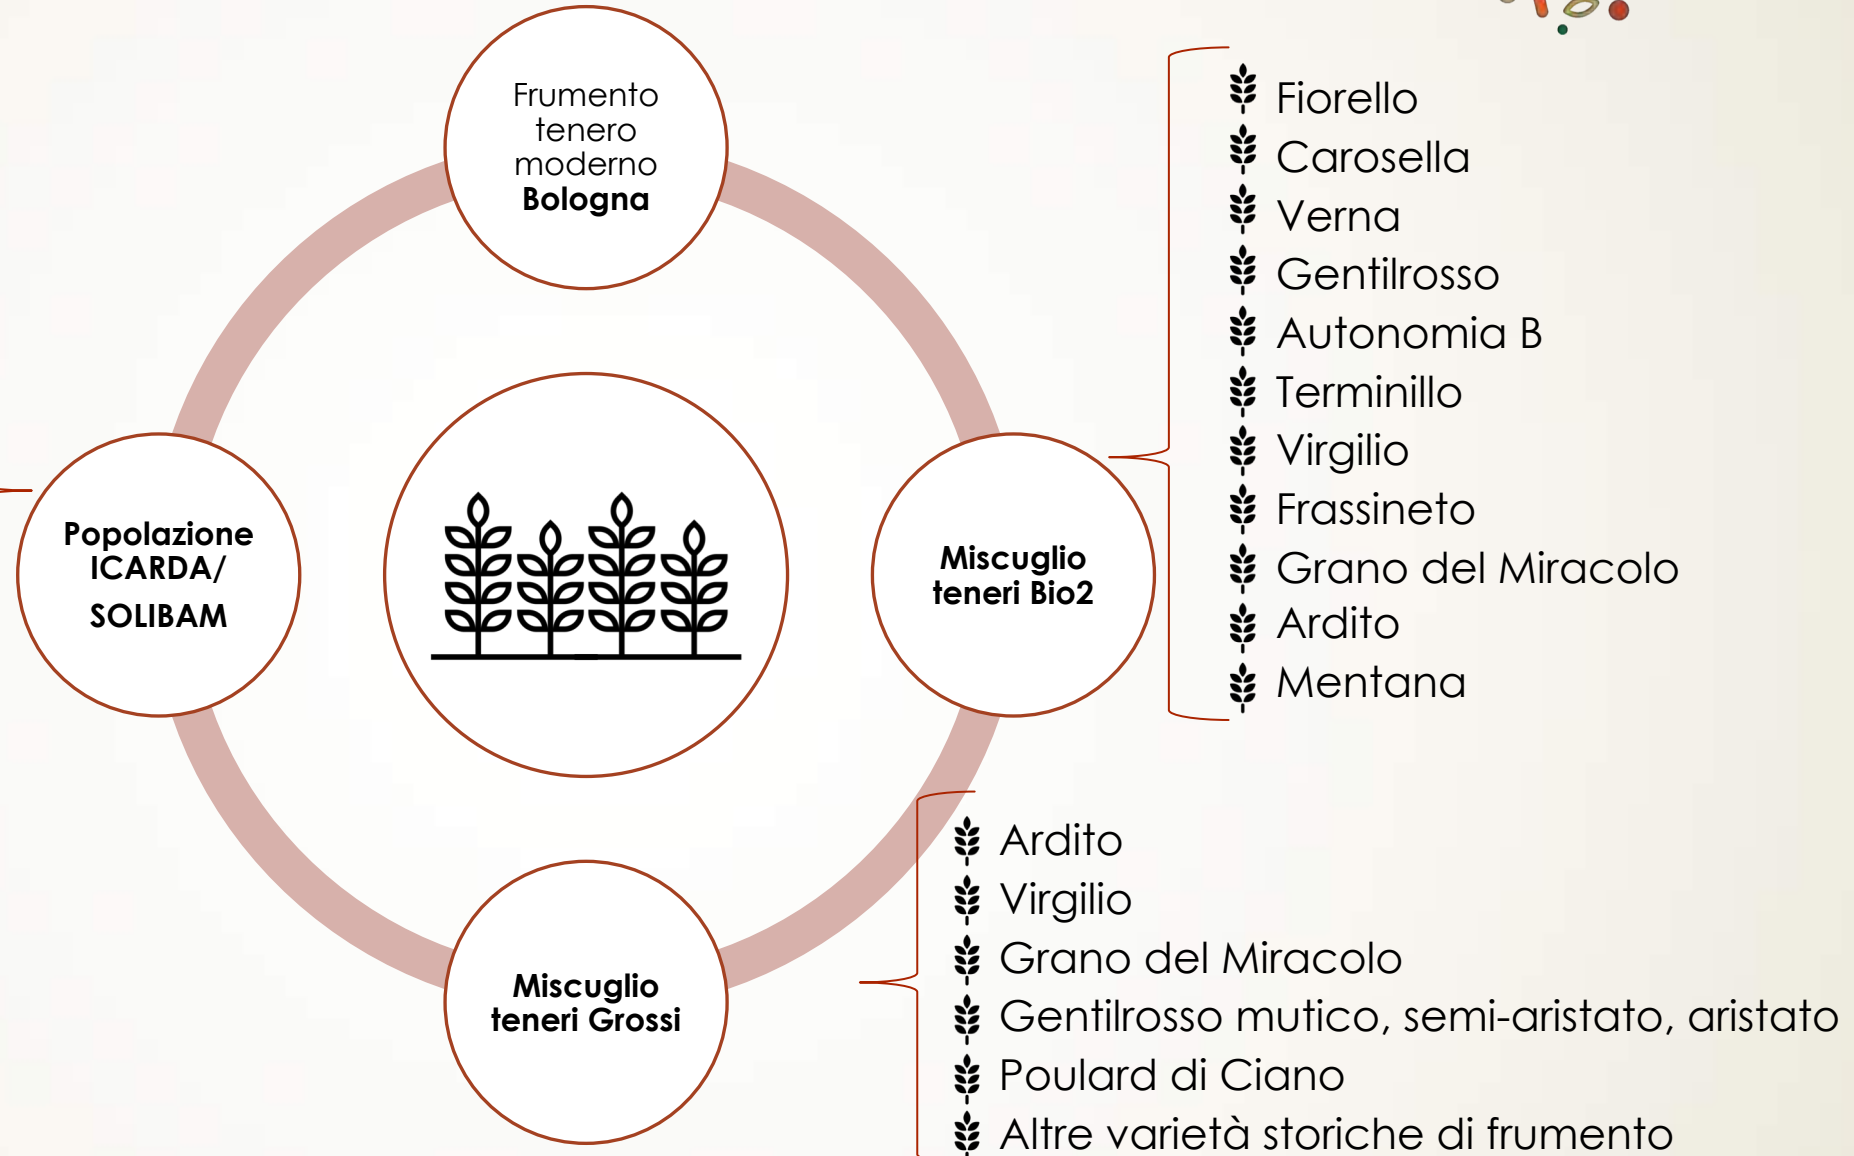 Frumento
tenero
moderno
Bologna
Popolazione
ICARDA/
SOLIBAM
Miscuglio
teneri Bio2
Miscuglio
teneri Grossi
Fiorello
Carosella
Verna
Gentilrosso
Autonomia B
Terminillo
Virgilio
Frassineto
Grano del Miracolo
Ardito
Mentana
Ardito
Virgilio
Grano del Miracolo
Gentilrosso mutico, semi-aristato, aristato
Poulard di Ciano
Altre varietà storiche di frumento